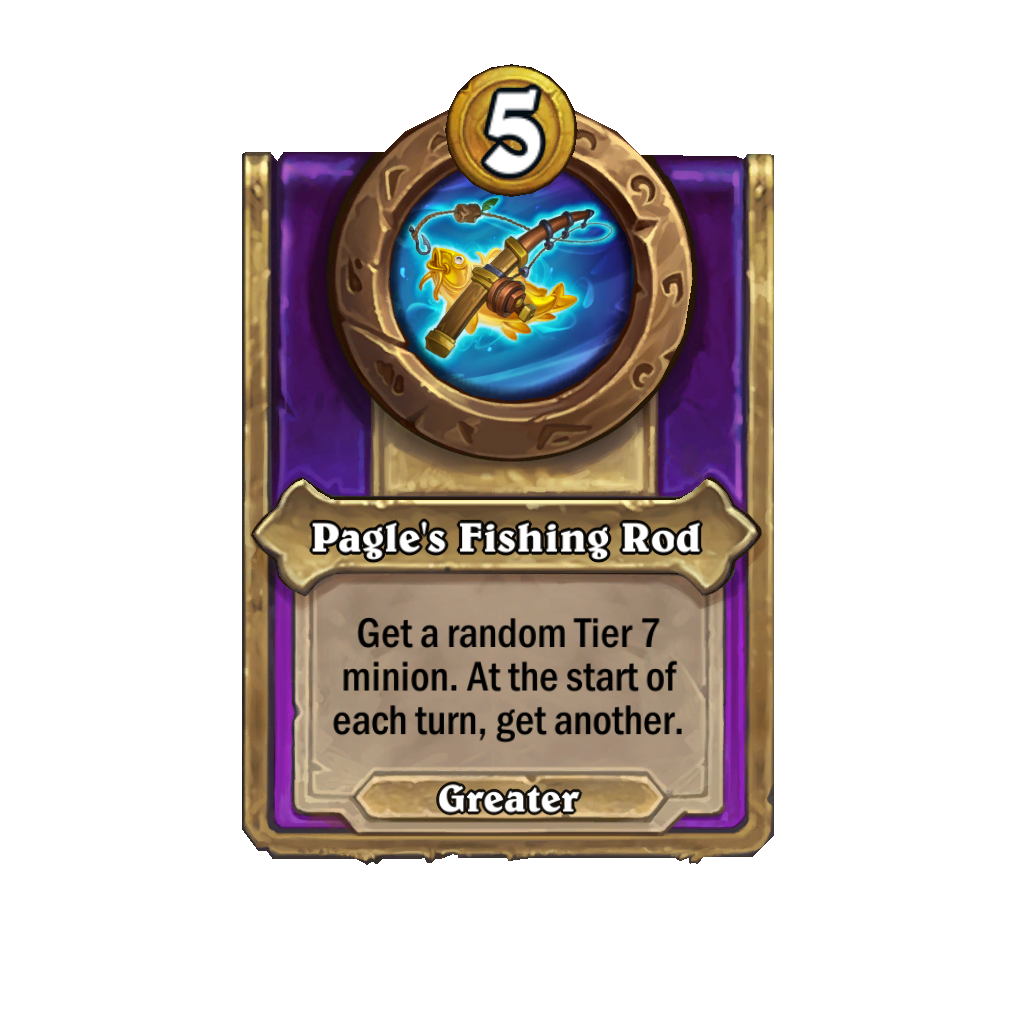 5
Pagle's Fishing Rod
Get a random Tier 7
minion. At the start of
each turn, get another.
Greater